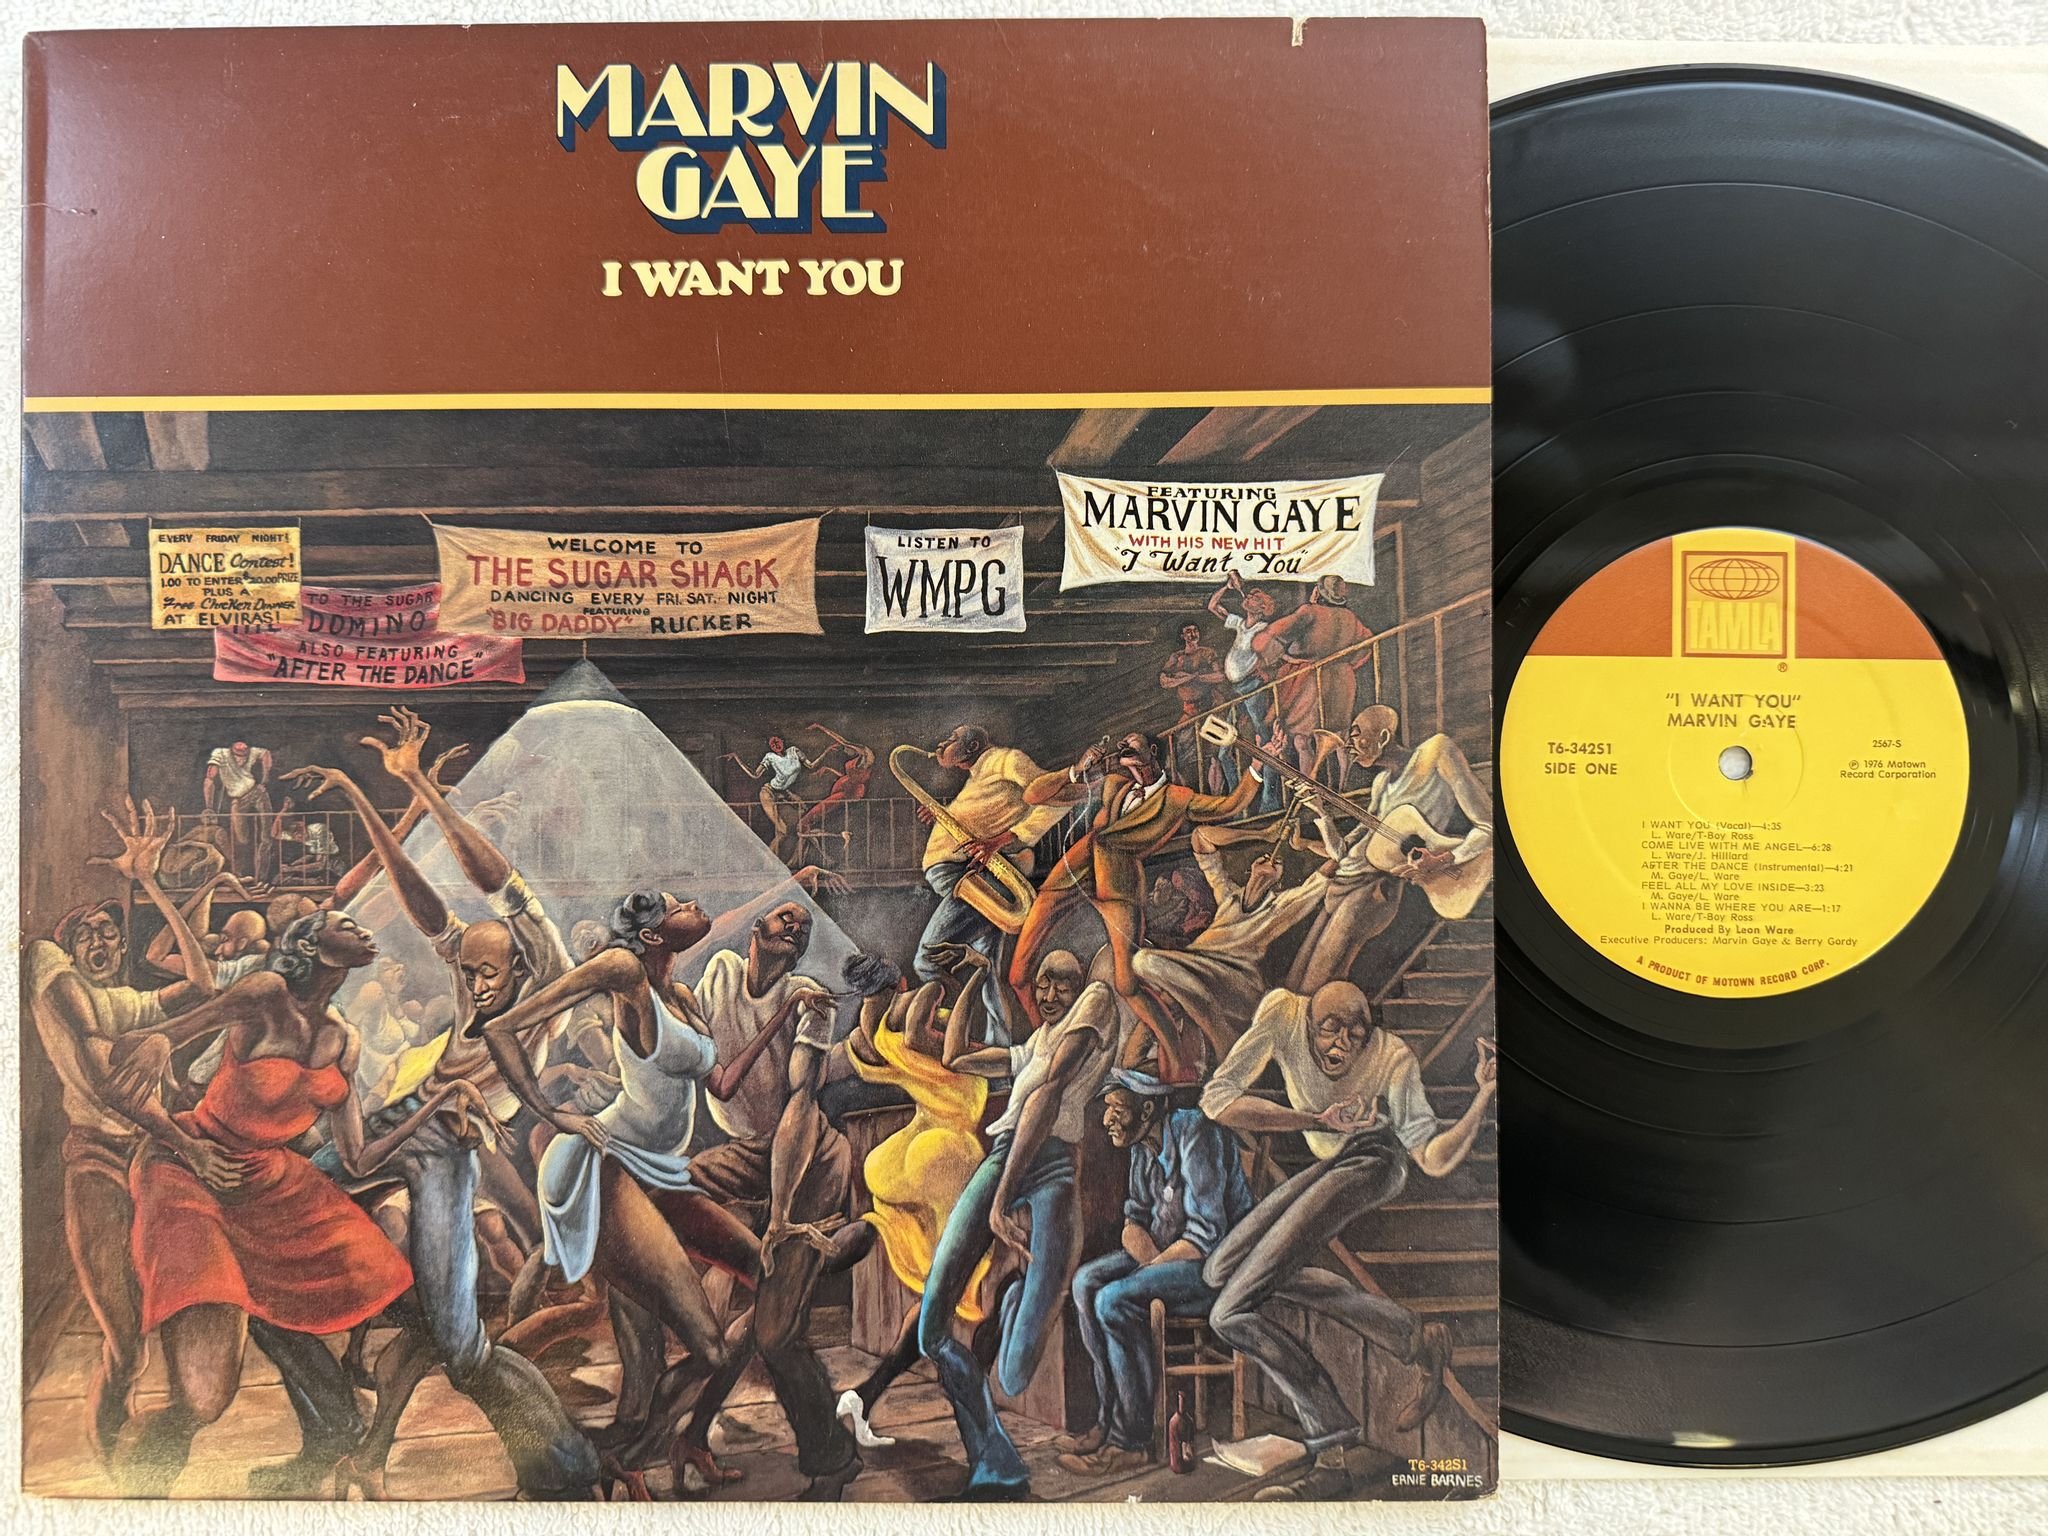 MARVIN
GAYE
I WANT YOU
EVERY FRIDAY NIGHT!
DANCE Contest!
1.00 TO ENTER $20.00 PRIZE
PLUS A
Free Chicken Dinner
AT ELVIRAS!
TO THE SUGAR
DOMINO
ALSO FEATURING
"AFTER THE DANCE"
WELCOME TO
THE SUGAR SHACK
DANCING EVERY FRI. SAT. NIGHT
FEATURING
"BIG DADDY" RUCKER
LISTEN TO
WMPG
FEATURING
MARVIN GAYE
WITH HIS NEW HIT
"I Want You"
T6-342S1
ERNIE BARNES
TAMLA
®
"I WANT YOU"
MARVIN GAYE
T6-342S1
SIDE ONE
2567-S
℗ 1976 Motown
Record Corporation
I WANT YOU (Vocal)—4:35
L. Ware/T-Boy Ross
COME LIVE WITH ME ANGEL—6:28
L. Ware/J. Hilliard
AFTER THE DANCE (Instrumental)—4:21
M. Gaye/L. Ware
FEEL ALL MY LOVE INSIDE—3:23
M. Gaye/L. Ware
I WANNA BE WHERE YOU ARE—1:17
L. Ware/T-Boy Ross
Produced By Leon Ware
Executive Producers: Marvin Gaye & Berry Gordy
A PRODUCT OF MOTOWN RECORD CORP.